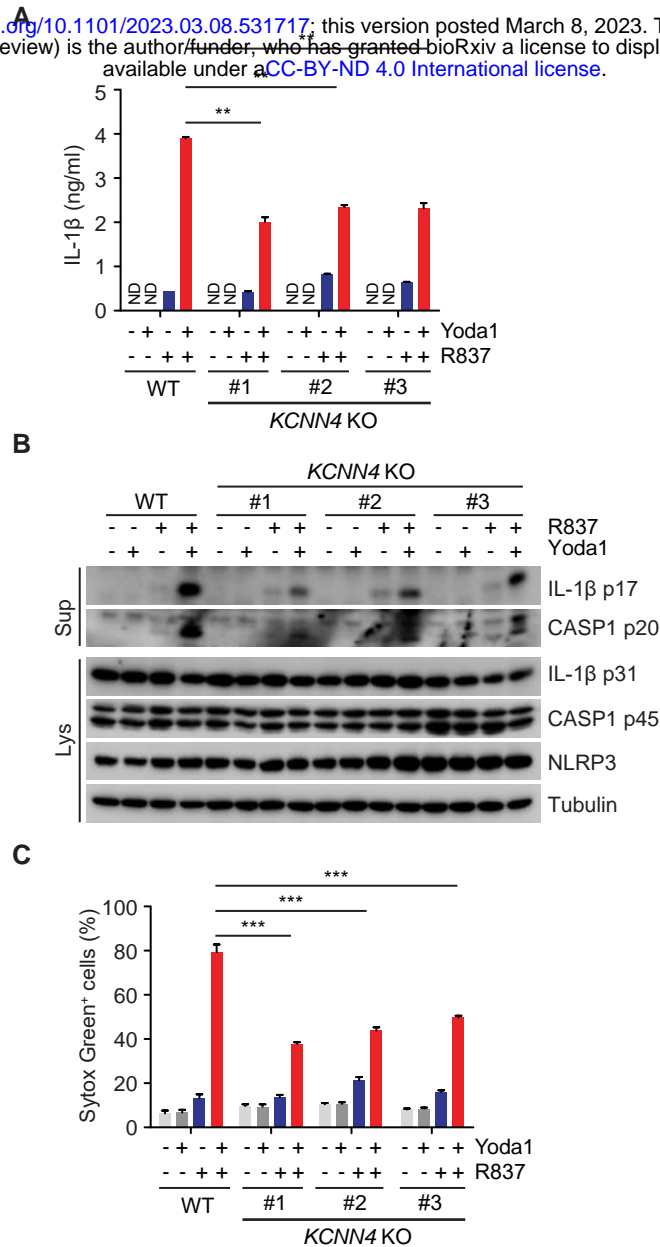 A
.org/10.1101/2023.03.08.531717; this version posted March 8, 2023. T
eview) is the author/funder, who has granted bioRxiv a license to displ
available under aCC-BY-ND 4.0 International license.
**
**
**
IL-1β (ng/ml)
5
4
3
2
1
0
ND ND ND ND ND ND ND ND
- + - + - + - + - + - + - + - + Yoda1
- - + + - - + + - - + + - - + + R837
WT #1 #2 #3
KCNN4 KO
B
KCNN4 KO
WT #1 #2 #3
- - + + - - + + - - + + - - + + R837
- + - + - + - + - + - + - + - + Yoda1
Sup
IL-1β p17
CASP1 p20
Lys
IL-1β p31
CASP1 p45
NLRP3
Tubulin
C
***
***
***
Sytox Green+ cells (%)
100
80
60
40
20
0
- + - + - + - + - + - + - + - + Yoda1
- - + + - - + + - - + + - - + + R837
WT #1 #2 #3
KCNN4 KO